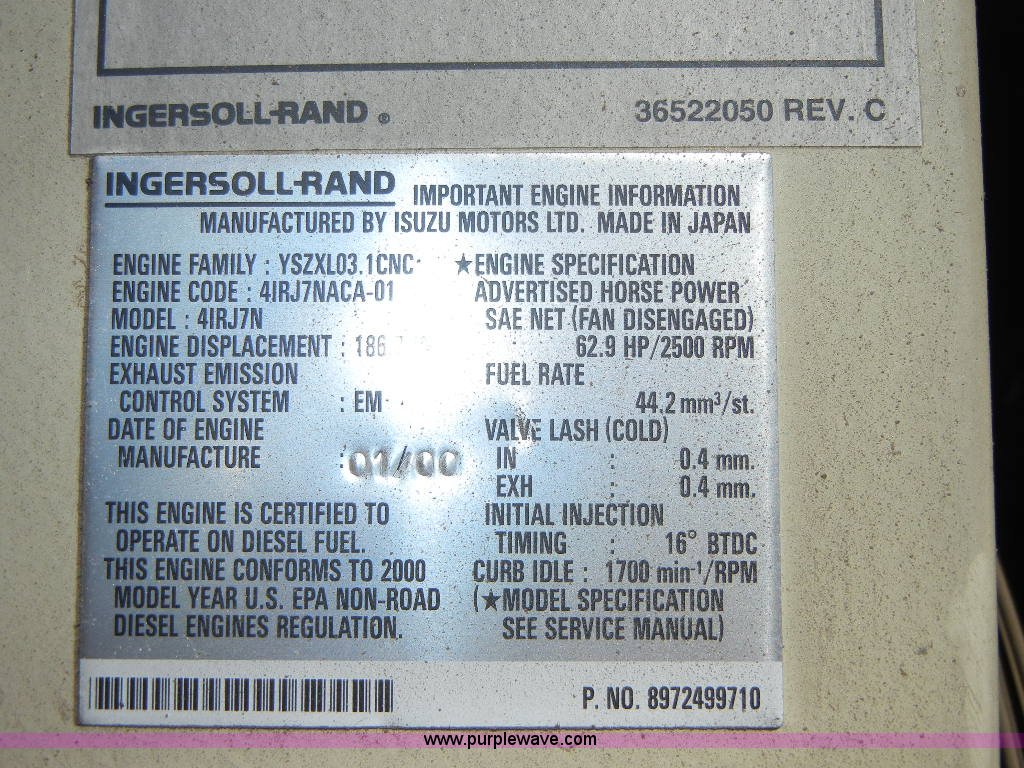 INGERSOLL-RAND ® 36522050 REV. C
INGERSOLL-RAND IMPORTANT ENGINE INFORMATION
MANUFACTURED BY ISUZU MOTORS LTD. MADE IN JAPAN
ENGINE FAMILY : YSZXL03.1CNC
ENGINE CODE : 4IRJ7NACA-01
MODEL : 4IRJ7N
ENGINE DISPLACEMENT :
EXHAUST EMISSION
CONTROL SYSTEM : EM
DATE OF ENGINE
MANUFACTURE : 01/00
THIS ENGINE IS CERTIFIED TO
OPERATE ON DIESEL FUEL.
THIS ENGINE CONFORMS TO 2000
MODEL YEAR U.S. EPA NON-ROAD
DIESEL ENGINES REGULATION.
★ENGINE SPECIFICATION
ADVERTISED HORSE POWER
SAE NET (FAN DISENGAGED)
: 62.9 HP/2500 RPM
FUEL RATE
44.2 mm³/st.
VALVE LASH (COLD)
IN : 0.4 mm.
EXH : 0.4 mm.
INITIAL INJECTION
TIMING : 16° BTDC
CURB IDLE : 1700 min⁻¹/RPM
(★MODEL SPECIFICATION
SEE SERVICE MANUAL)
P. NO. 8972499710
www.purplewave.com